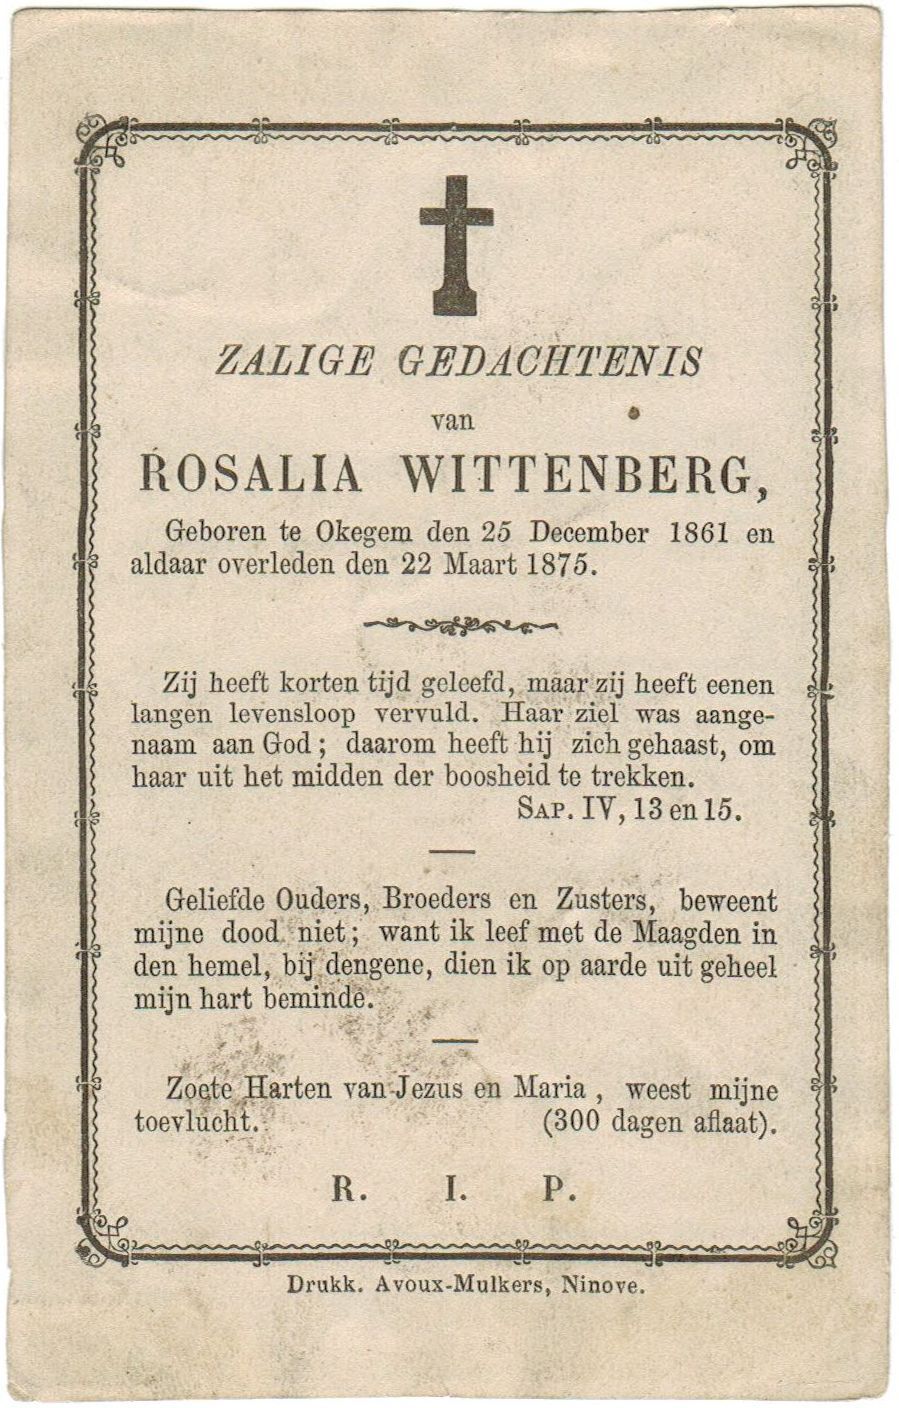 ZALIGE GEDACHTENIS
van
ROSALIA WITTENBERG,
Geboren te Okegem den 25 December 1861 en
aldaar overleden den 22 Maart 1875.
Zij heeft korten tijd geleefd, maar zij heeft eenen
langen levensloop vervuld. Haar ziel was aange-
naam aan God; daarom heeft hij zich gehaast, om
haar uit het midden der boosheid te trekken.
SAP. IV, 13 en 15.
Geliefde Ouders, Broeders en Zusters, beweent
mijne dood niet; want ik leef met de Maagden in
den hemel, bij dengene, dien ik op aarde uit geheel
mijn hart beminde.
Zoete Harten van Jezus en Maria, weest mijne
toevlucht. (300 dagen aflaat).
R. I. P.
Drukk. Avoux-Mulkers, Ninove.